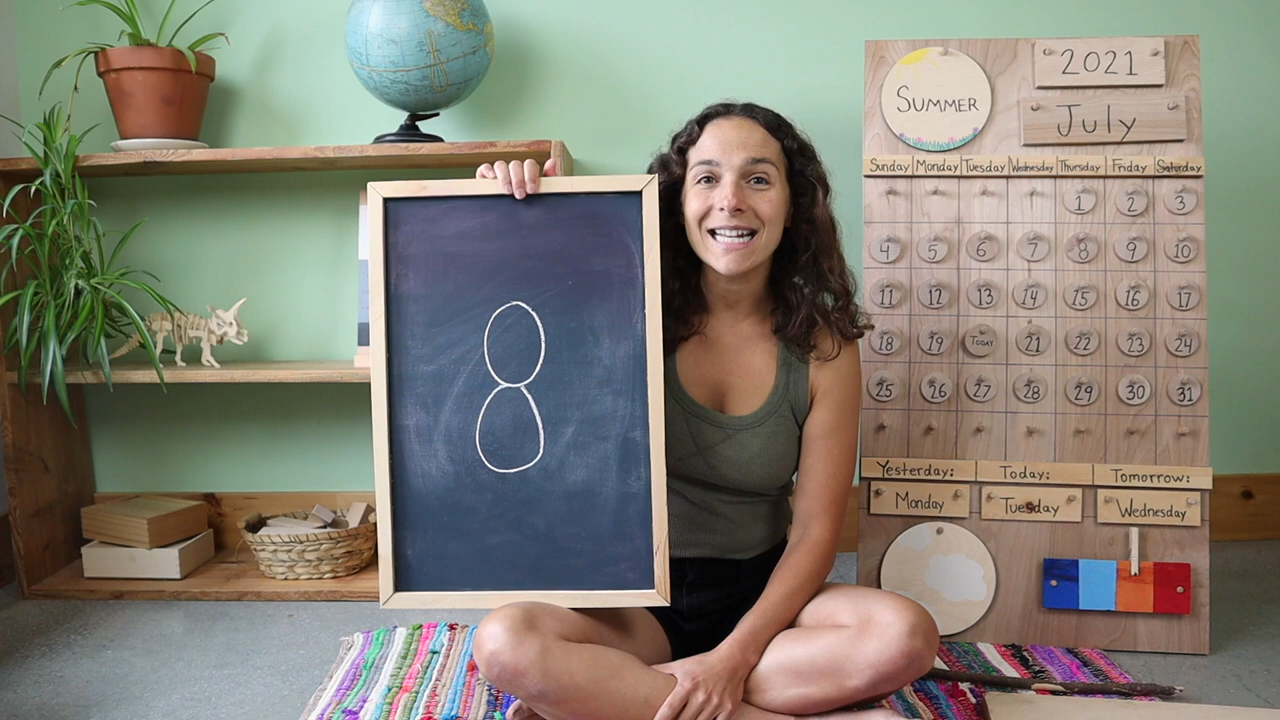 8
2021
SUMMER
July
Sunday Monday Tuesday Wednesday Thursday Friday Saturday
1 2 3
4 5 6 7 8 9 10
11 12 13 14 15 16 17
18 19 TODAY 21 22 23 24
25 26 27 28 29 30 31
Yesterday: Today: Tomorrow:
Monday Tuesday Wednesday